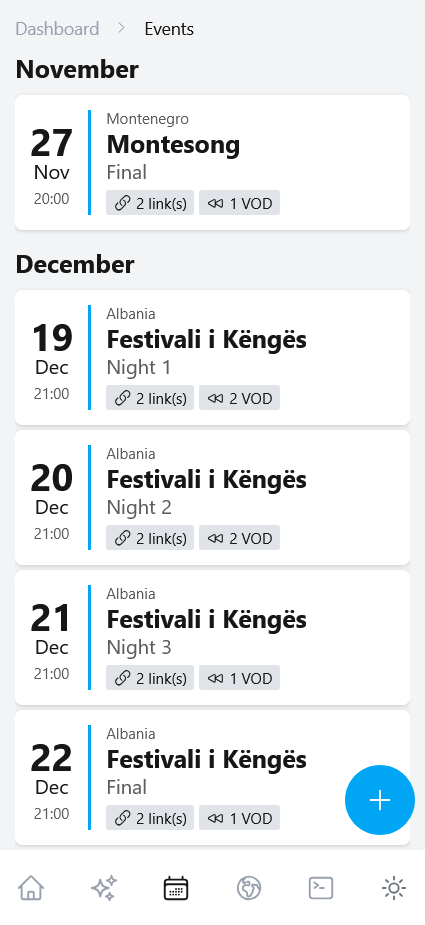 Dashboard > Events
November
27
Nov
20:00
Montenegro
Montesong
Final
2 link(s) 1 VOD
December
19
Dec
21:00
Albania
Festivali i Këngës
Night 1
2 link(s) 2 VOD
20
Dec
21:00
Albania
Festivali i Këngës
Night 2
2 link(s) 2 VOD
21
Dec
21:00
Albania
Festivali i Këngës
Night 3
2 link(s) 1 VOD
22
Dec
21:00
Albania
Festivali i Këngës
Final
2 link(s) 1 VOD